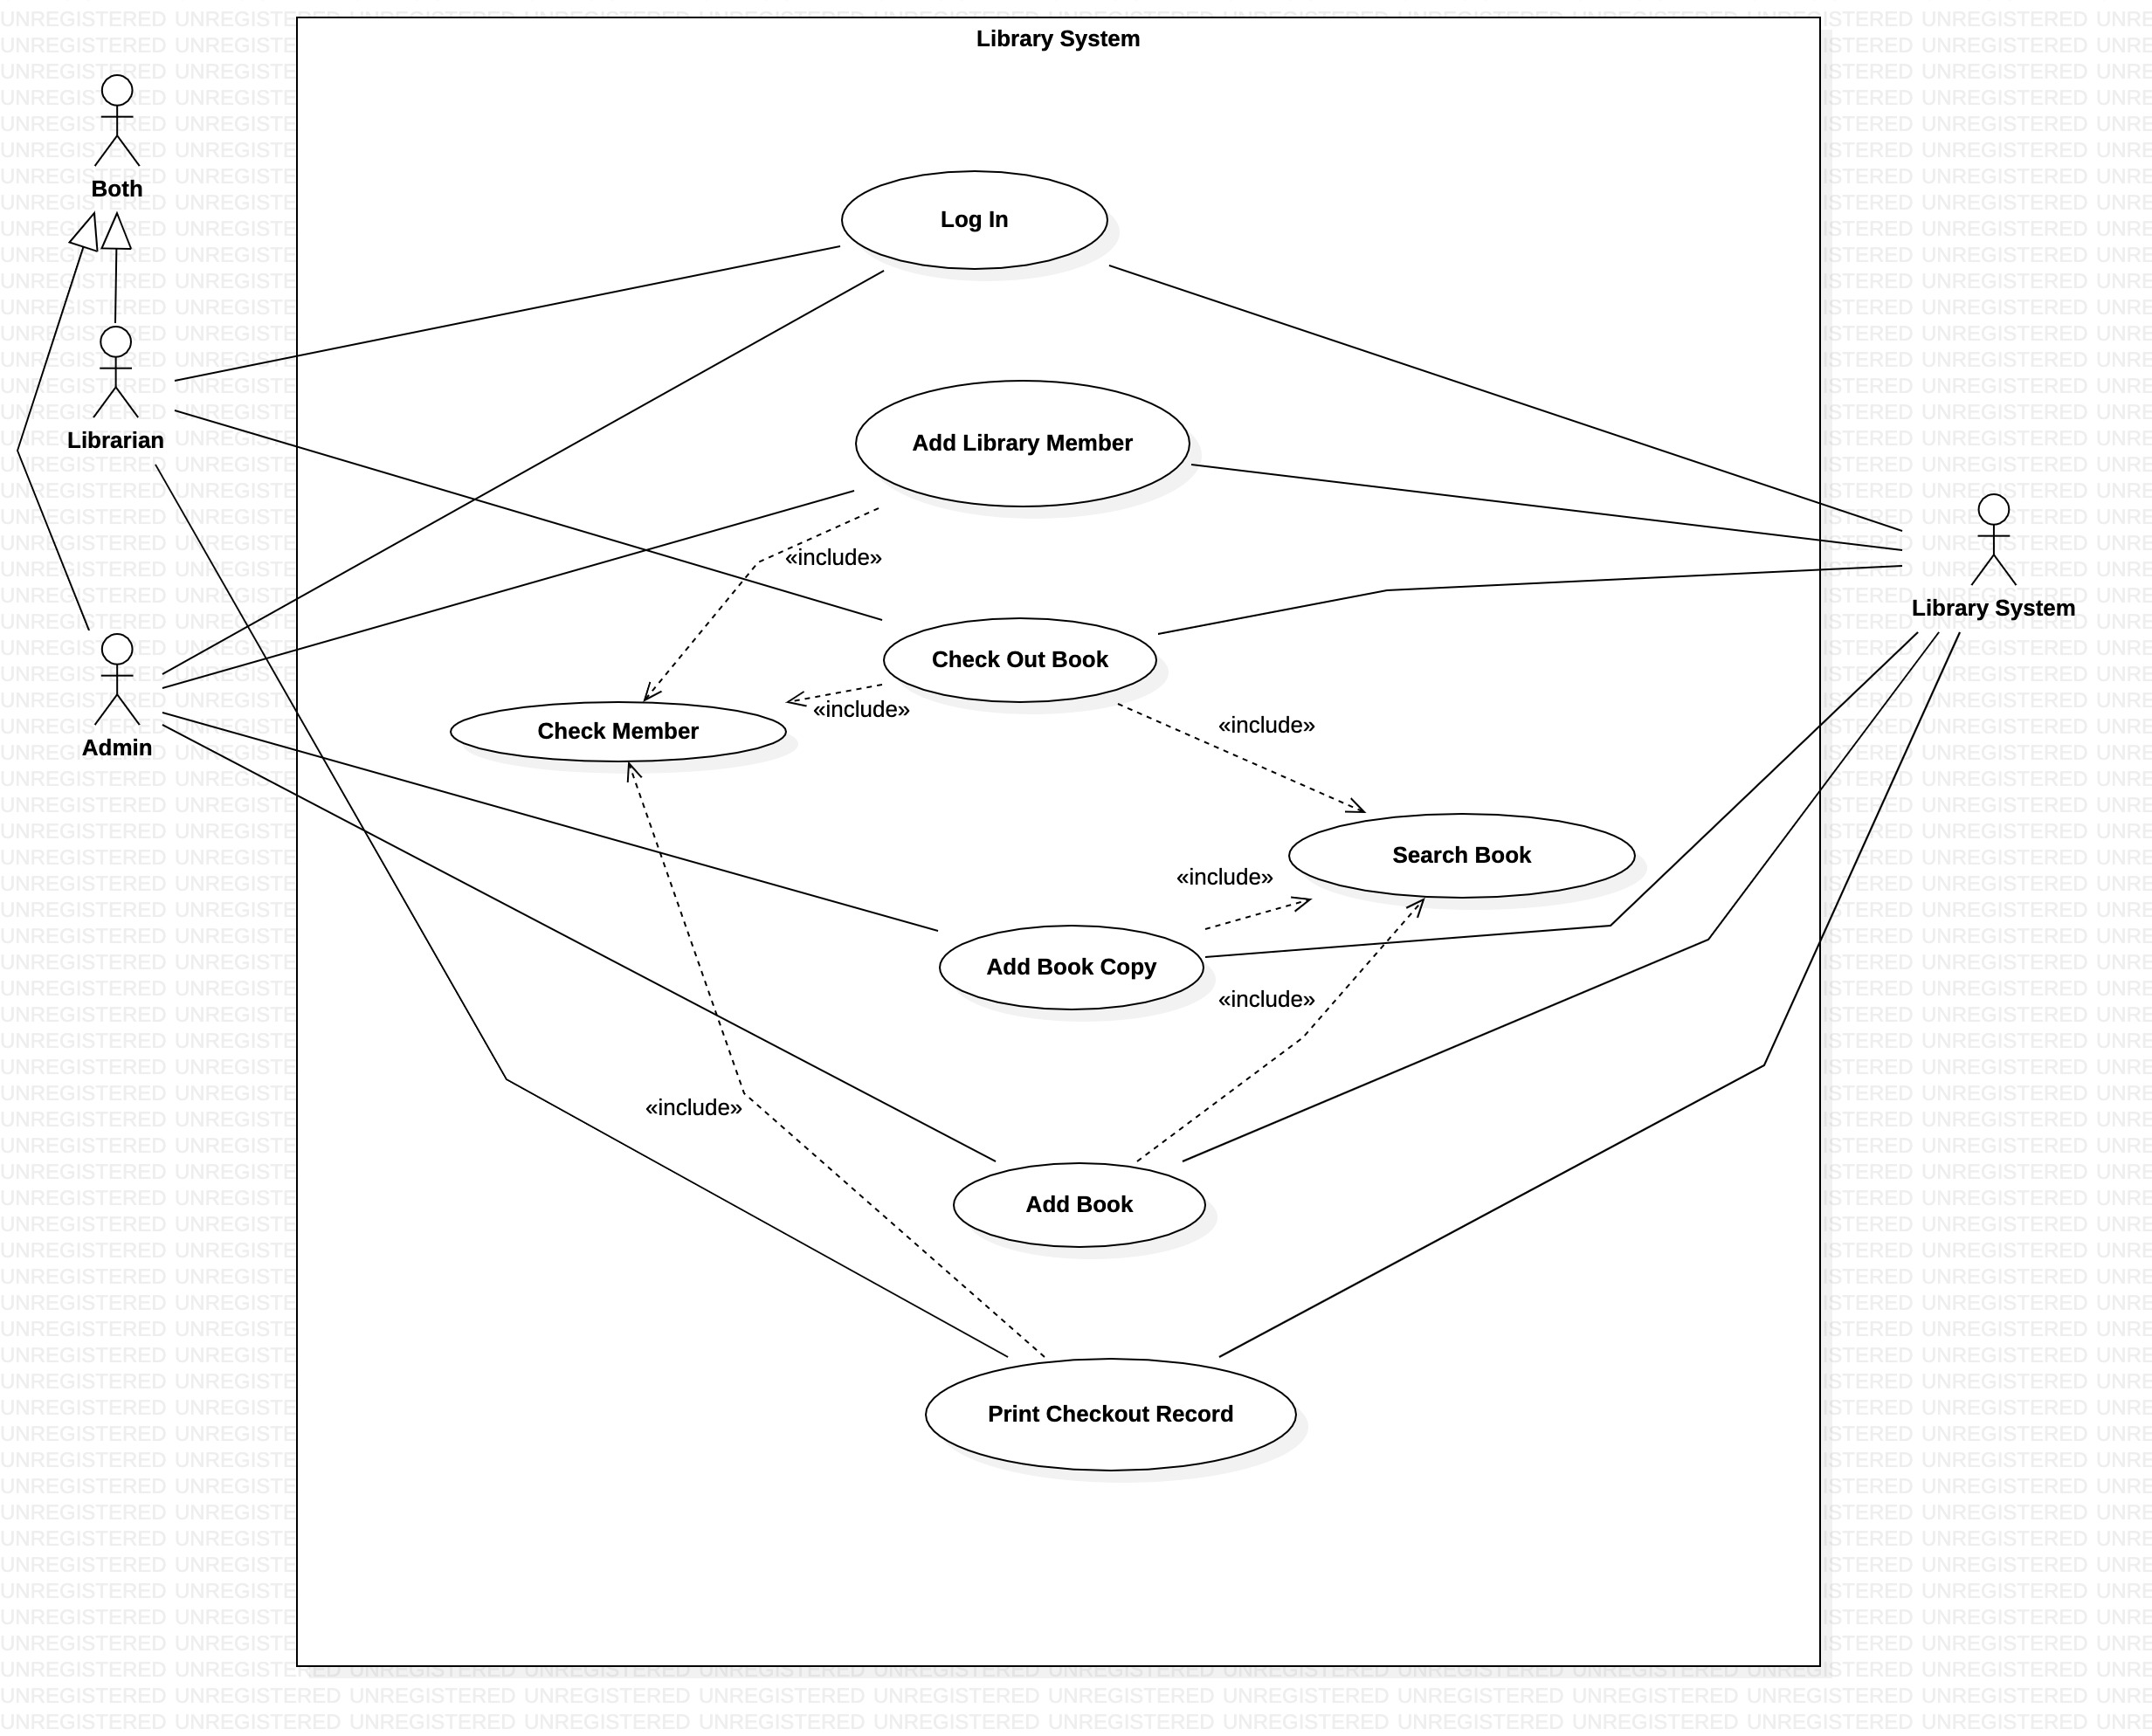 Library System
Both
Log In
Librarian
Add Library Member
«include»
Library System
Check Out Book
«include»
Check Member
«include»
Admin
Search Book
«include»
Add Book Copy
«include»
«include»
Add Book
Print Checkout Record
UNREGISTERED UNREGISTERED UNREGISTERED UNREGISTERED UNREGISTERED UNREGISTERED UNREGISTERED UNREGISTERED UNREGISTERED UNREGISTERED UNREGISTERED UNREGISTERED